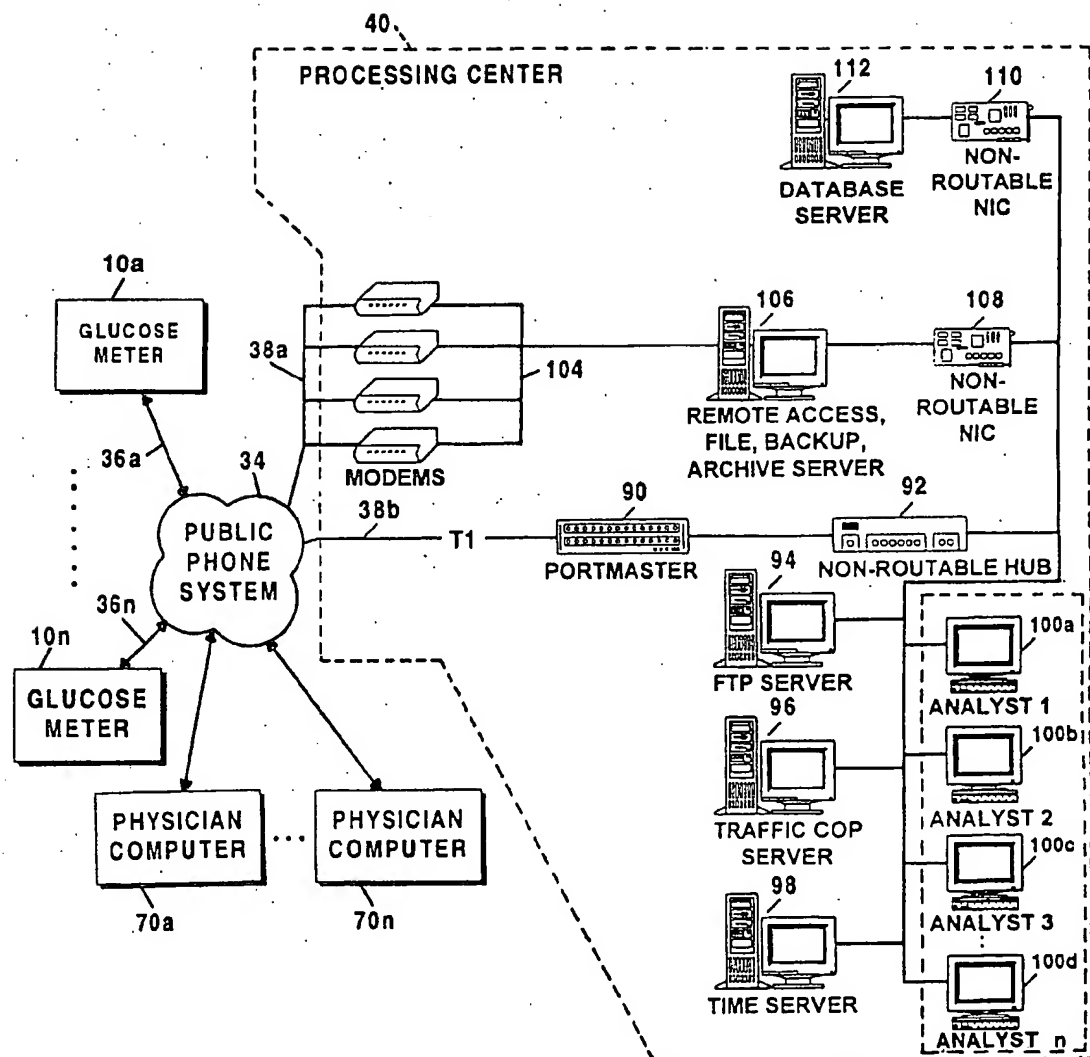 40
PROCESSING CENTER
112
110
DATABASE
SERVER
NON-
ROUTABLE
NIC
10a
GLUCOSE
METER
38a
104
MODEMS
106
108
REMOTE ACCESS,
FILE, BACKUP,
ARCHIVE SERVER
NON-
ROUTABLE
NIC
36a
34
PUBLIC
PHONE
SYSTEM
38b
T1
90
PORTMASTER
92
NON-ROUTABLE HUB
36n
10n
GLUCOSE
METER
94
FTP SERVER
100a
ANALYST 1
96
TRAFFIC COP
SERVER
100b
ANALYST 2
PHYSICIAN
COMPUTER
...
PHYSICIAN
COMPUTER
70a
70n
100c
ANALYST 3
98
TIME SERVER
100d
ANALYST n